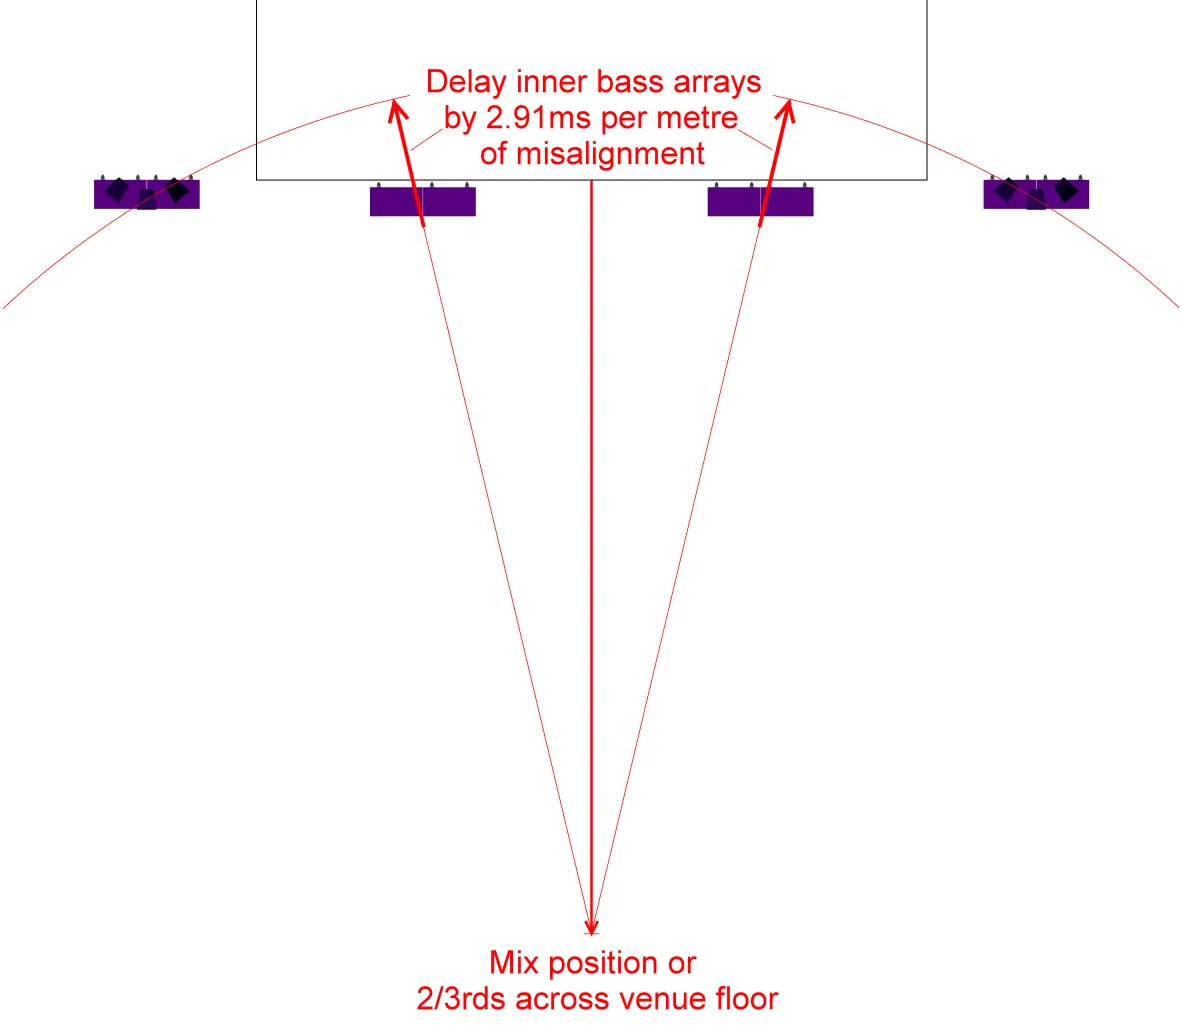 Delay inner bass arrays
by 2.91ms per metre
of misalignment
Mix position or
2/3rds across venue floor